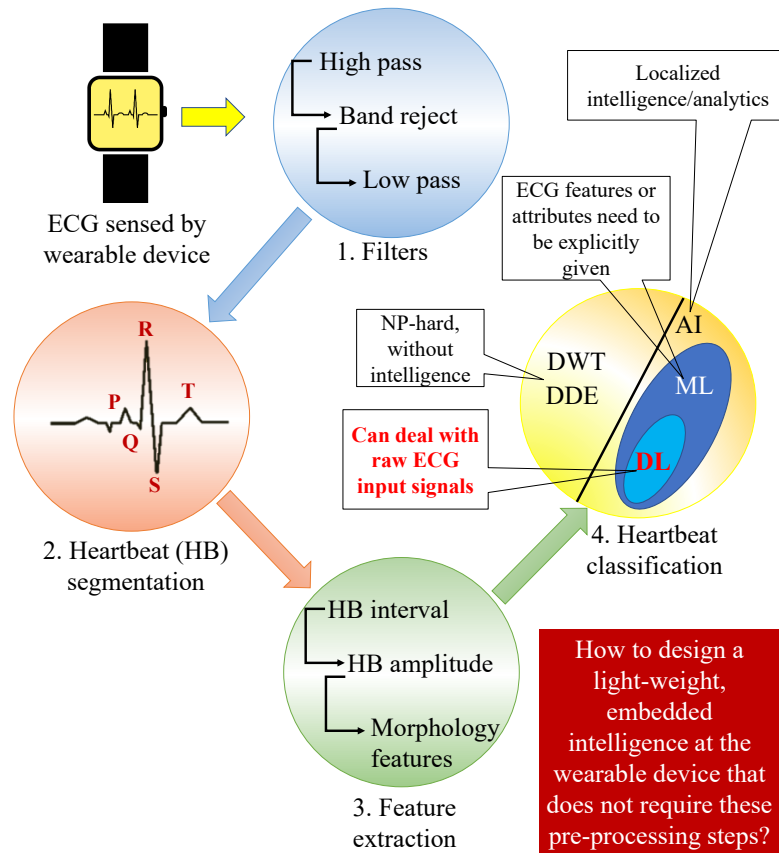 High pass
Band reject
Low pass
ECG sensed by
wearable device
1. Filters
Localized
intelligence/analytics
ECG features or
attributes need to
be explicitly
given
NP-hard,
without
intelligence
AI
DWT
DDE
ML
Can deal with
raw ECG
input signals
DL
4. Heartbeat
classification
R
P
T
Q
S
2. Heartbeat (HB)
segmentation
HB interval
HB amplitude
Morphology
features
3. Feature
extraction
How to design a
light-weight,
embedded
intelligence at the
wearable device that
does not require these
pre-processing steps?